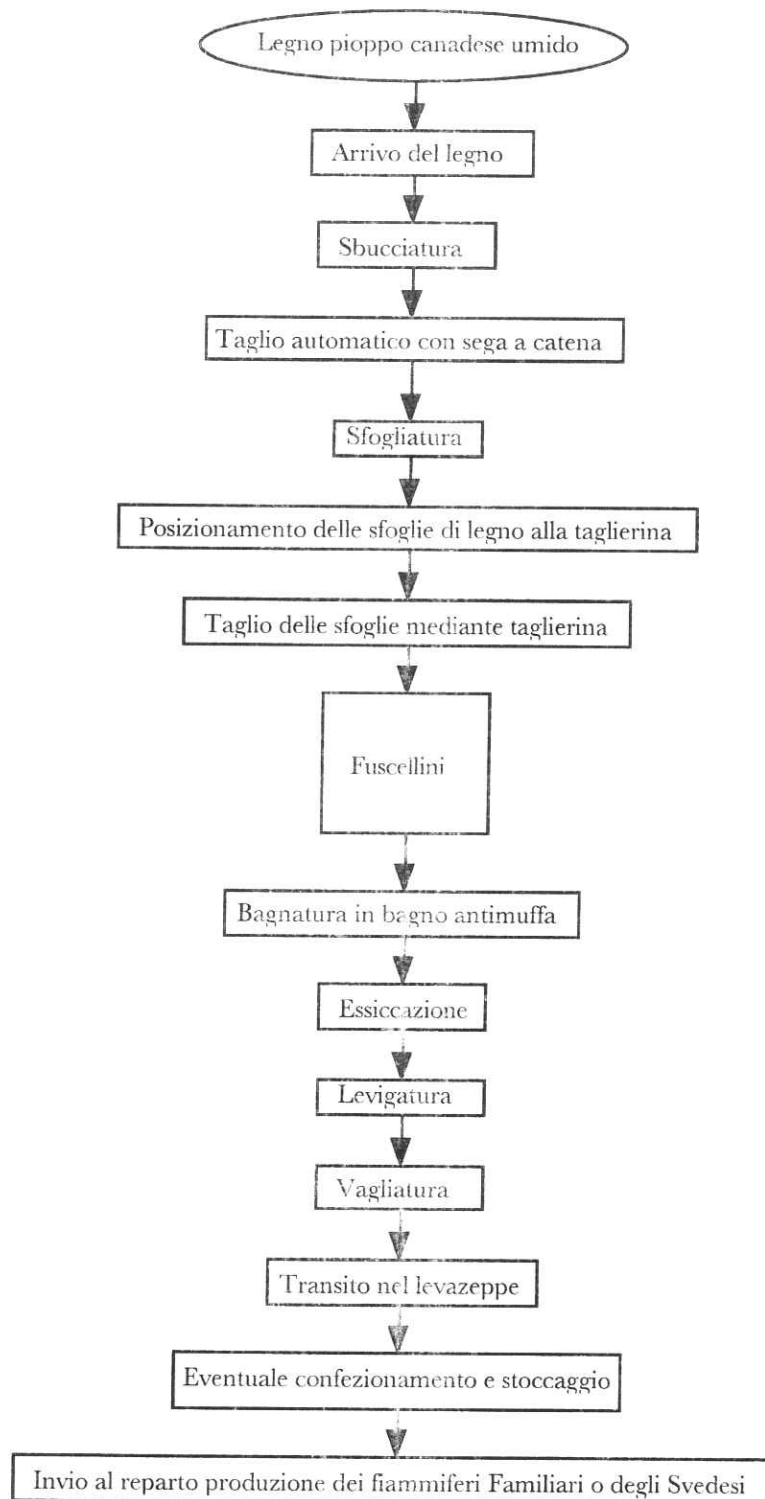 Legno pioppo canadese umido
Arrivo del legno
Sbucciatura
Taglio automatico con sega a catena
Sfogliatura
Posizionamento delle sfoglie di legno alla taglierina
Taglio delle sfoglie mediante taglierina
Fuscellini
Bagnatura in bagno antimuffa
Essiccazione
Levigatura
Vagliatura
Transito nel levazeppe
Eventuale confezionamento e stoccaggio
Invio al reparto produzione dei fiammiferi Familiari o degli Svedesi